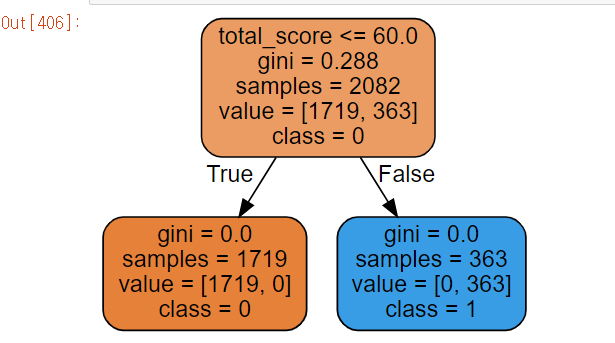 Out[406]:
total_score <= 60.0
gini = 0.288
samples = 2082
value = [1719, 363]
class = 0
True
False
gini = 0.0
samples = 1719
value = [1719, 0]
class = 0
gini = 0.0
samples = 363
value = [0, 363]
class = 1